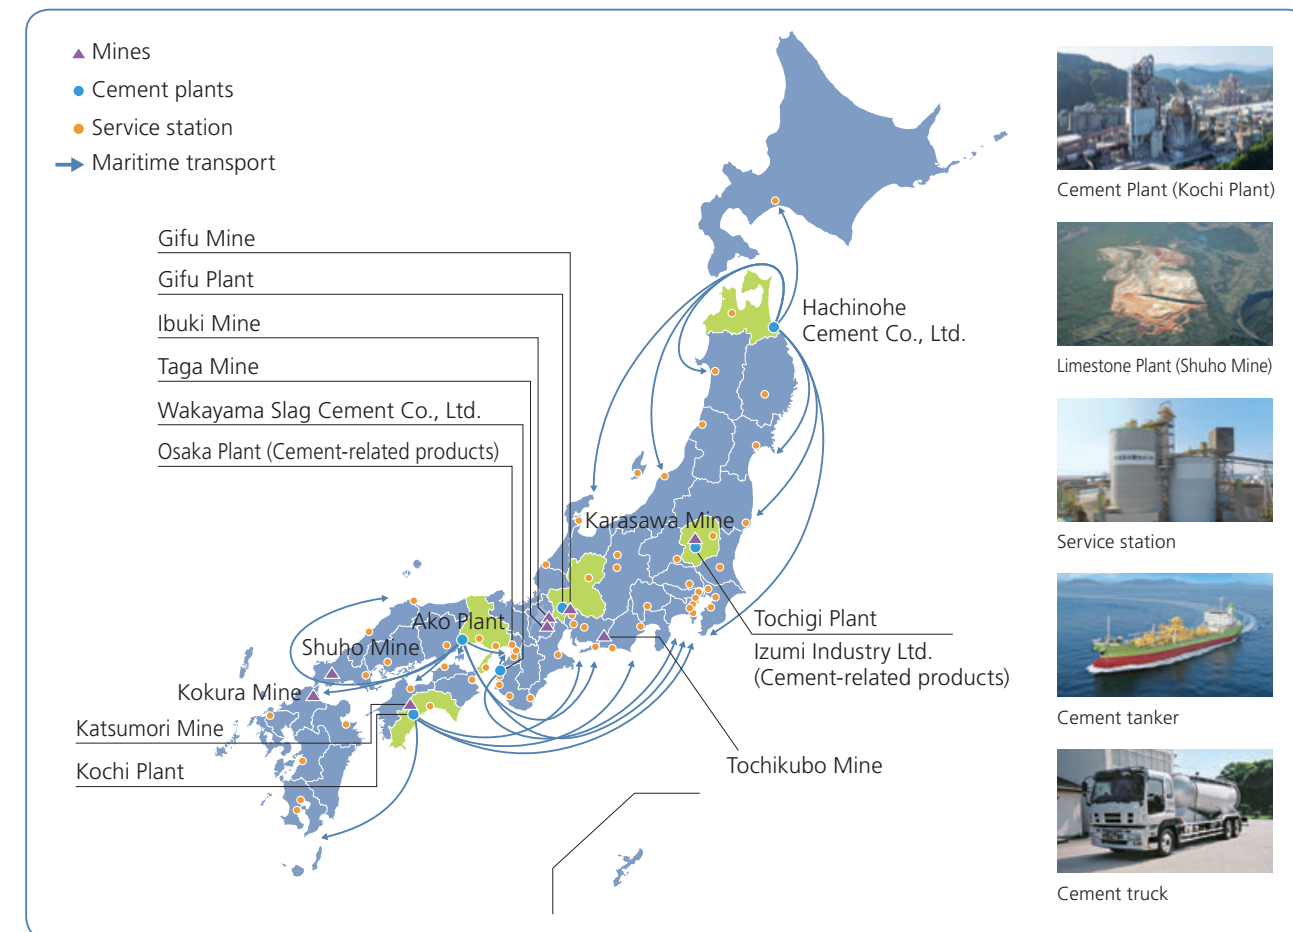 Mines
Cement plants
Service station
Maritime transport
Gifu Mine
Gifu Plant
Ibuki Mine
Taga Mine
Wakayama Slag Cement Co., Ltd.
Osaka Plant (Cement-related products)
Hachinohe
Cement Co., Ltd.
Karasawa Mine
Ako Plant
Shuho Mine
Kokura Mine
Katsumori Mine
Kochi Plant
Tochigi Plant
Izumi Industry Ltd.
(Cement-related products)
Tochikubo Mine
Cement Plant (Kochi Plant)
Limestone Plant (Shuho Mine)
Service station
Cement tanker
Cement truck